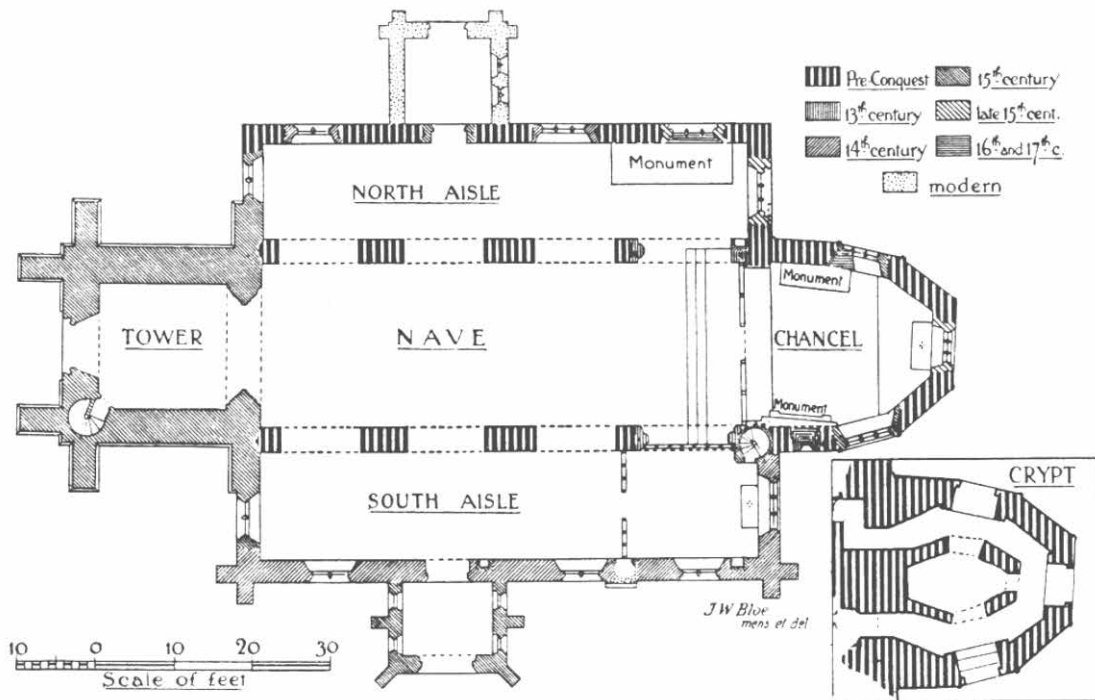 Pre-Conquest
15th century
13th century
late 15th cent.
14th century
16th and 17th c.
modern
Monument
NORTH AISLE
Monument
TOWER
NAVE
CHANCEL
Monument
CRYPT
SOUTH AISLE
J W Bloe
mens et del
10 0 10 20 30
Scale of feet